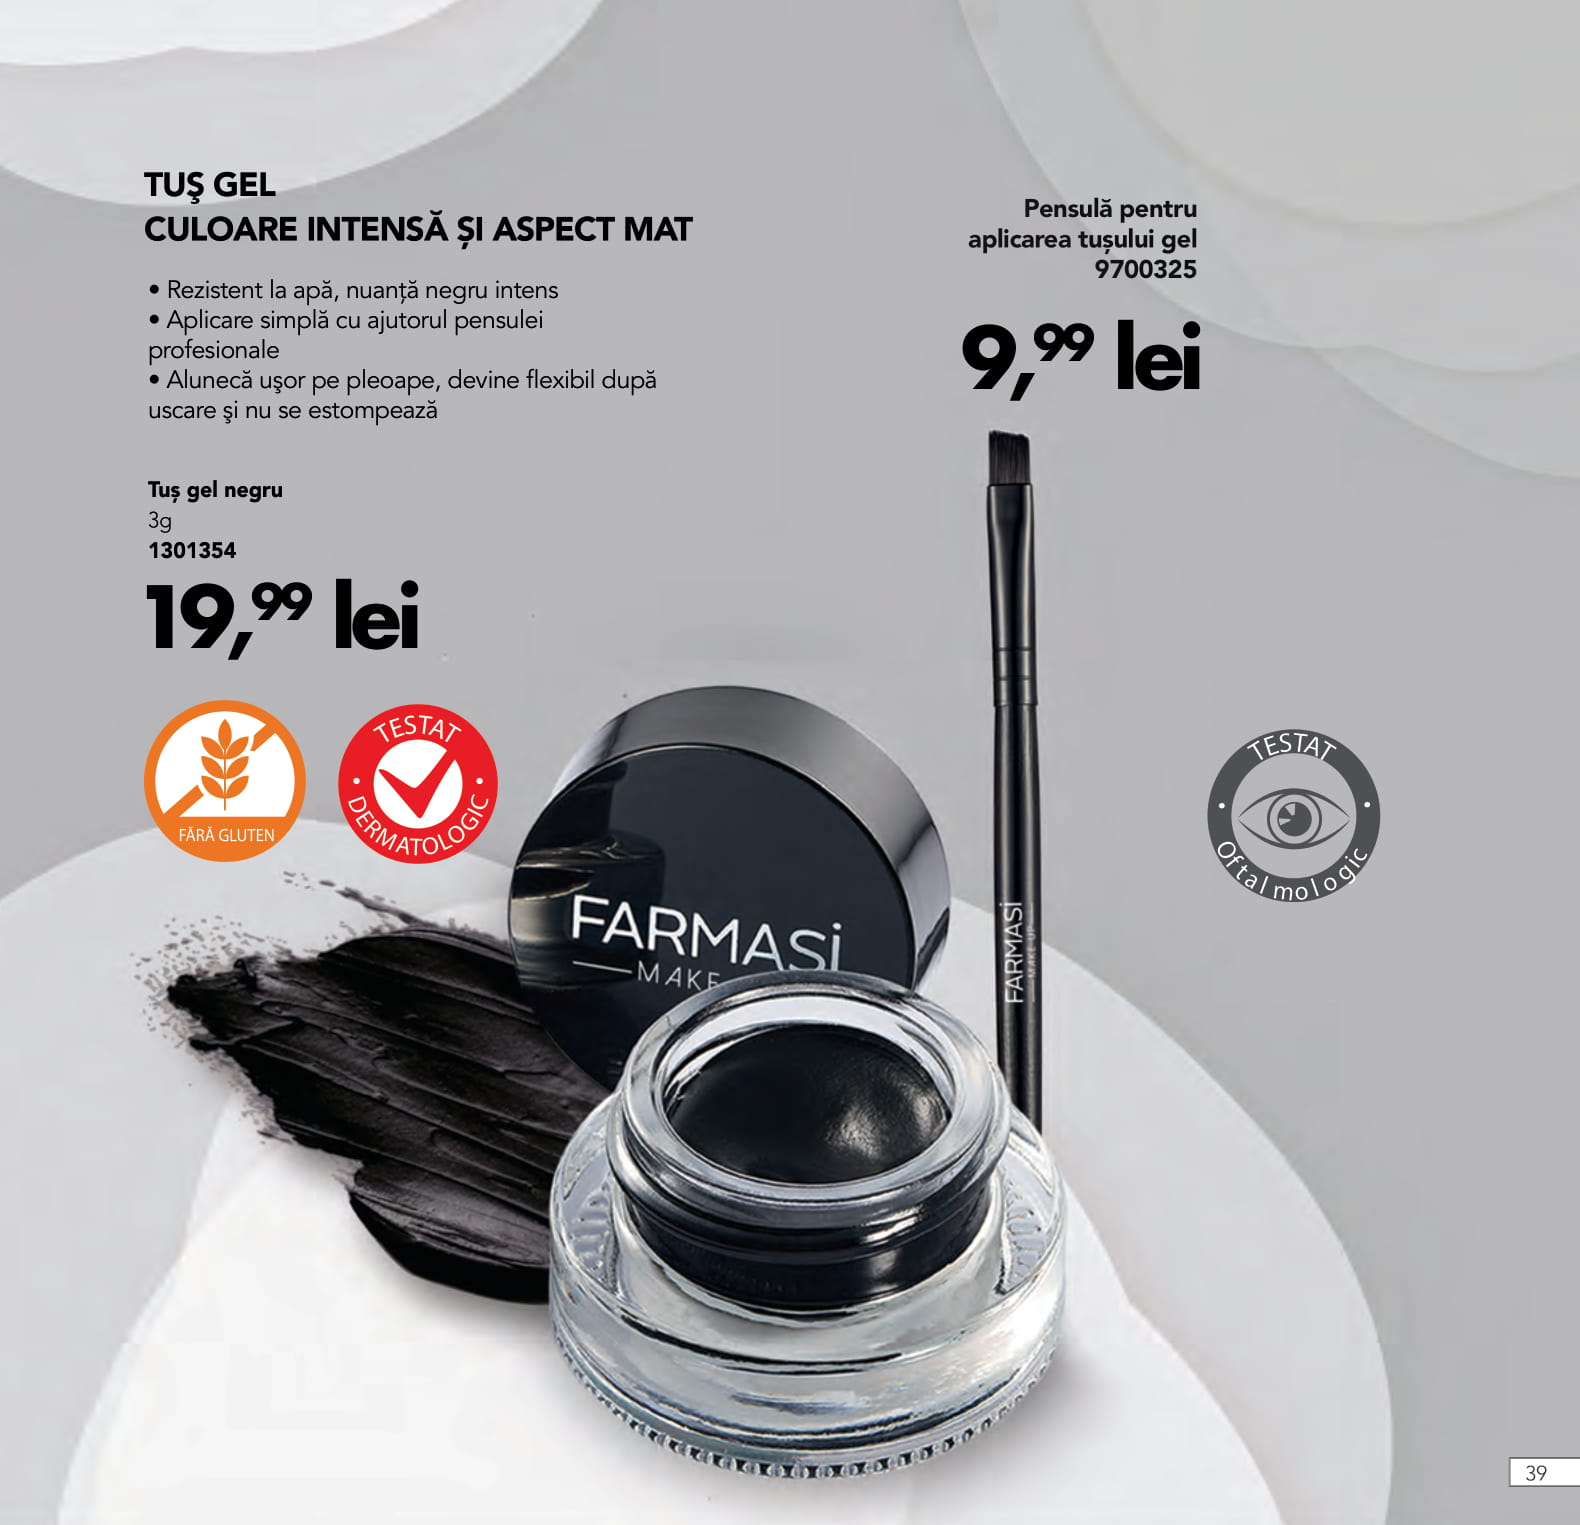 TUŞ GEL
CULOARE INTENSĂ ȘI ASPECT MAT
• Rezistent la apă, nuanță negru intens
• Aplicare simplă cu ajutorul pensulei
profesionale
• Alunecă uşor pe pleoape, devine flexibil după
uscare şi nu se estompează
Tuș gel negru
3g
1301354
19,99 lei
Pensulă pentru
aplicarea tușului gel
9700325
9,99 lei
FĂRĂ GLUTEN
TESTAT
• DERMATOLOGIC •
TESTAT
• Oftalmologic •
FARMASi
MAKE
FARMASi
MAKE UP
39